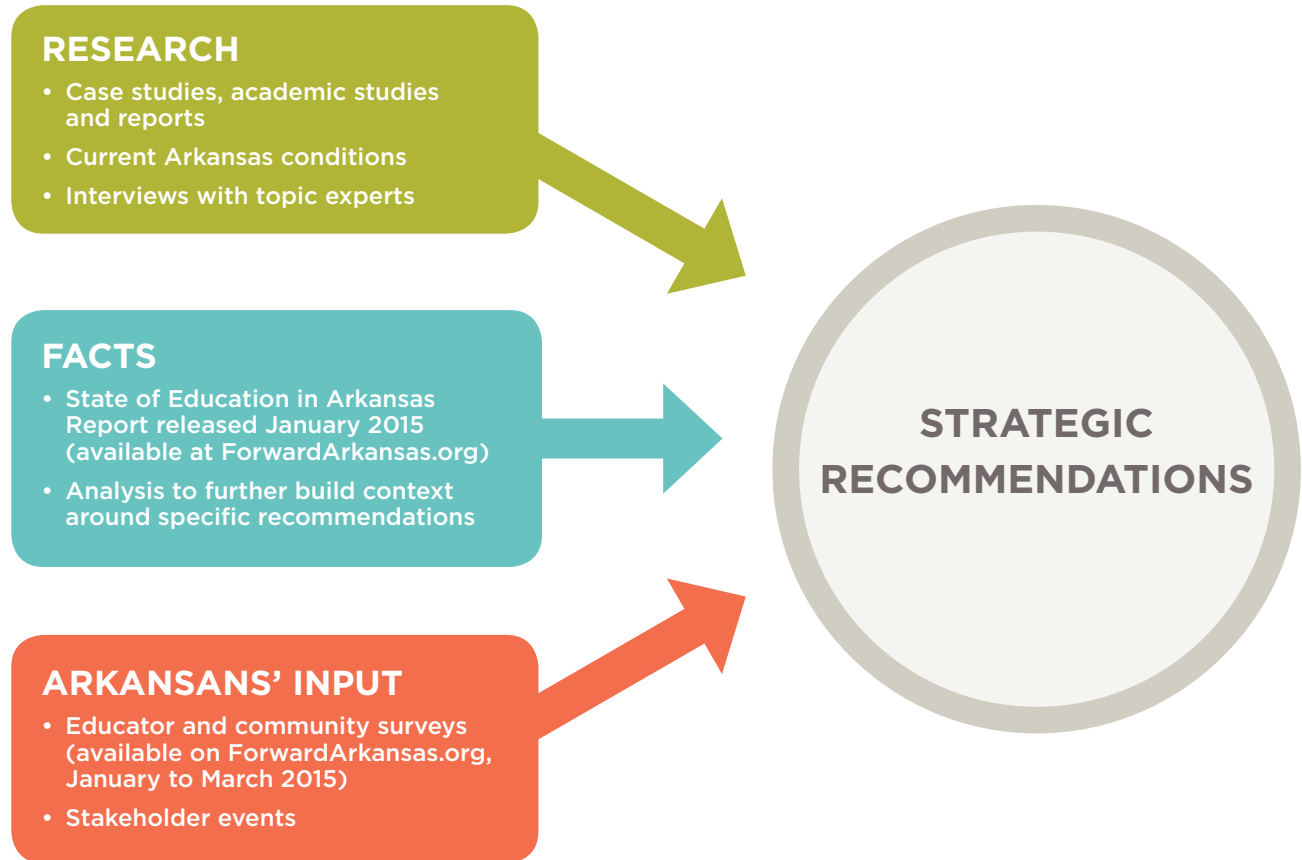 RESEARCH
• Case studies, academic studies
and reports
• Current Arkansas conditions
• Interviews with topic experts
FACTS
• State of Education in Arkansas
Report released January 2015
(available at ForwardArkansas.org)
• Analysis to further build context
around specific recommendations
ARKANSANS’ INPUT
• Educator and community surveys
(available on ForwardArkansas.org,
January to March 2015)
• Stakeholder events
STRATEGIC
RECOMMENDATIONS